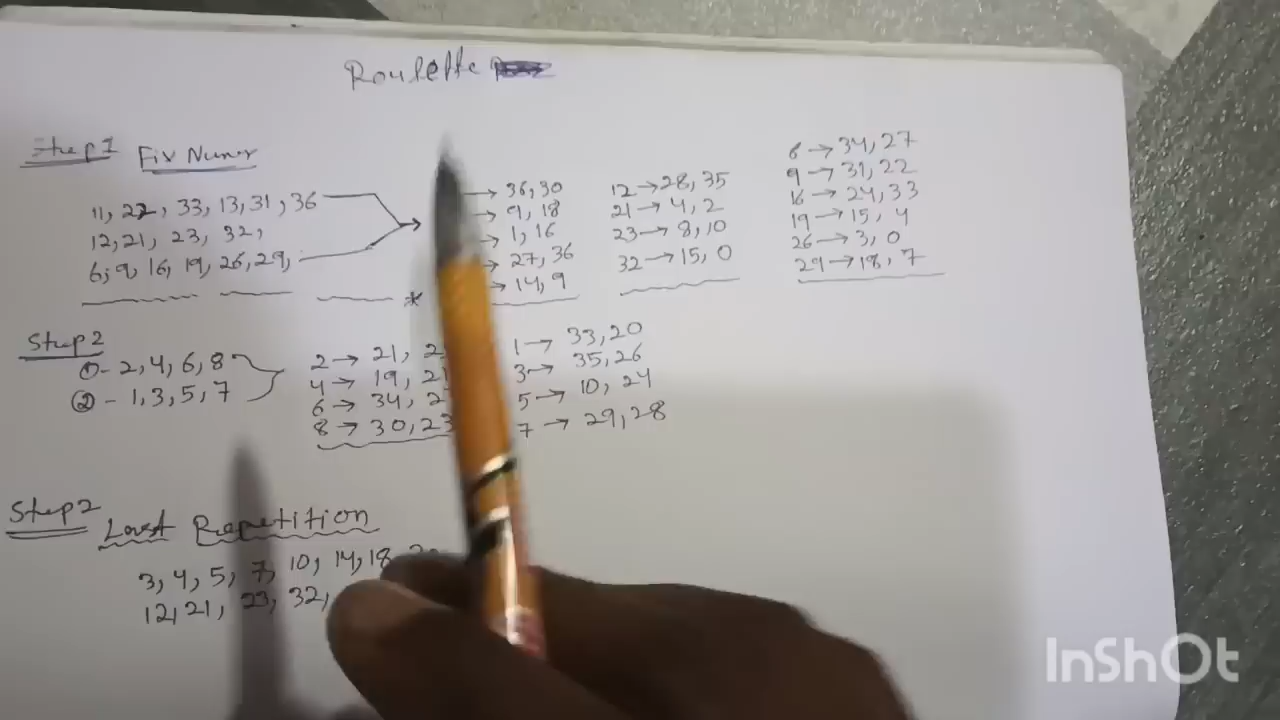 Roulette
Step 1 Fix Numer
11, 22, 33, 13, 31, 36
12, 21, 23, 32,
6, 9, 16, 19, 26, 29,
→ 36, 30
→ 9, 18
→ 1, 16
→ 27, 36
→ 14, 9
12 → 28, 35
21 → 4, 2
23 → 8, 10
32 → 15, 0
6 → 34, 27
9 → 31, 22
16 → 24, 33
19 → 15, 4
26 → 3, 0
29 → 18, 7
*
Step 2
① - 2, 4, 6, 8
② - 1, 3, 5, 7
2 → 21,
4 → 19, 21
6 → 34,
8 → 30, 23
1 → 33, 20
3 → 35, 26
5 → 10, 24
7 → 29, 28
Step 2
Last Repetition
3, 4, 5, 7, 10, 14, 18,
12, 21, 23, 32,
InShOt